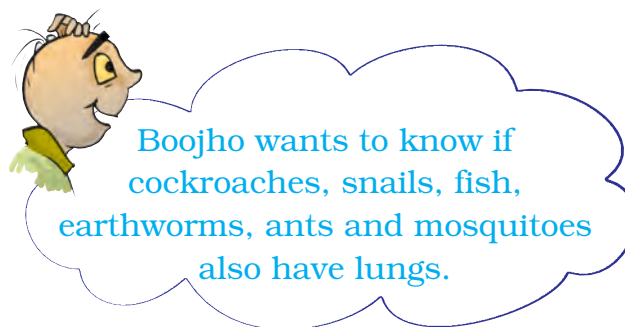 Boojho wants to know if
cockroaches, snails, fish,
earthworms, ants and mosquitoes
also have lungs.